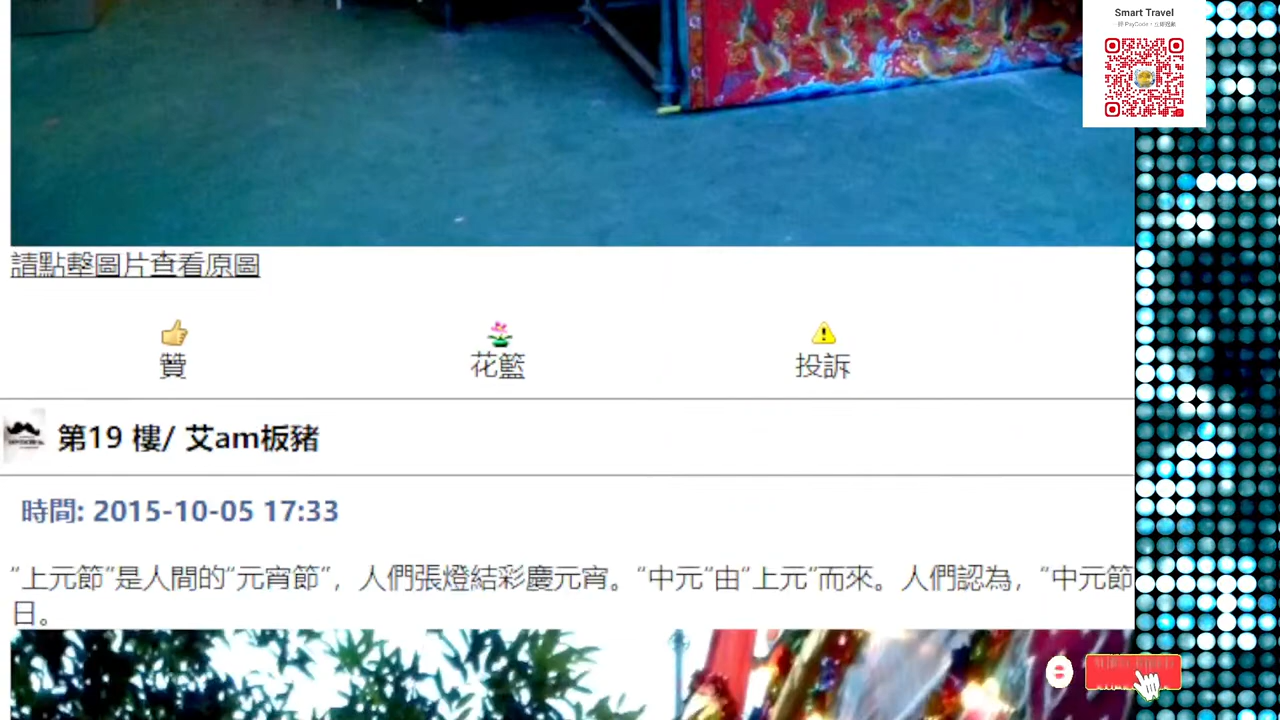 Smart Travel
請點擊圖片查看原圖
贊
花籃
投訴
第19 樓/ 艾am板豬
時間: 2015-10-05 17:33
“上元節”是人間的“元宵節”，人們張燈結彩慶元宵。“中元”由“上元”而來。人們認為，“中元節
日。